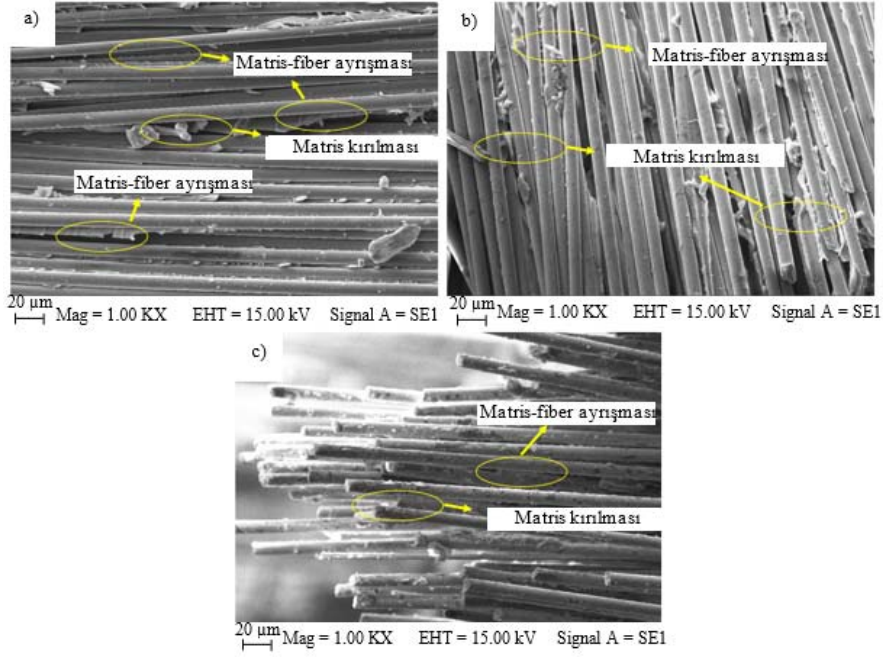 a)
Matris-fiber ayrışması
Matris kırılması
Matris-fiber ayrışması
20 µm
Mag = 1.00 KX EHT = 15.00 kV Signal A = SE1
b)
Matris-fiber ayrışması
Matris kırılması
20 µm
Mag = 1.00 KX EHT = 15.00 kV Signal A = SE1
c)
Matris-fiber ayrışması
Matris kırılması
20 µm
Mag = 1.00 KX EHT = 15.00 kV Signal A = SE1